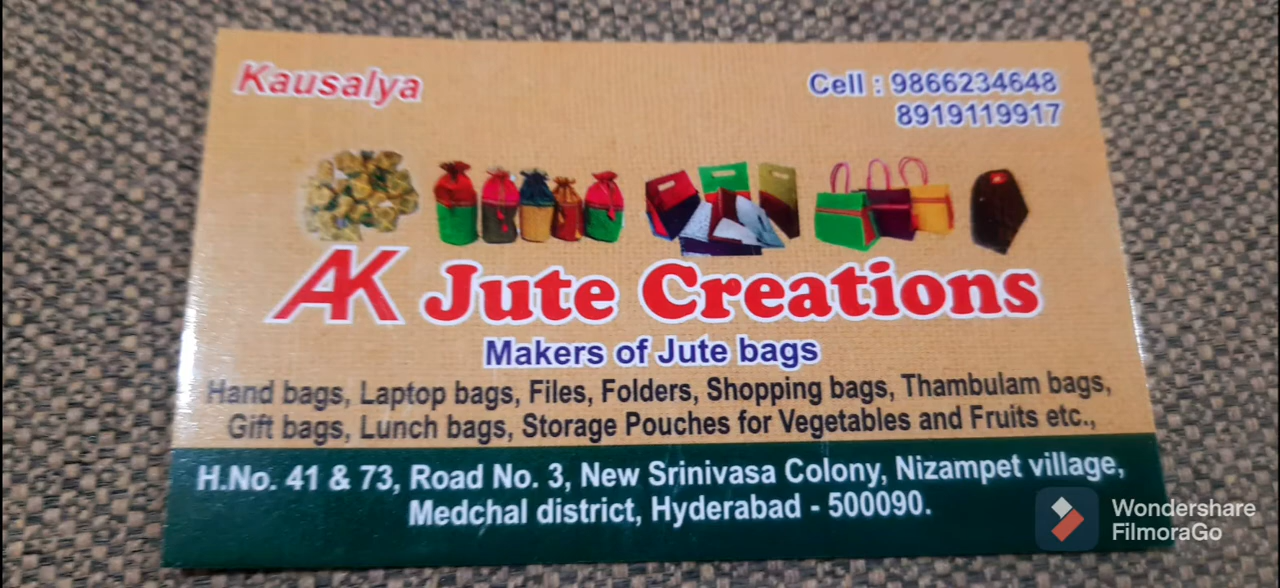 Kausalya
Cell : 9866234648
8919119917
AK Jute Creations
Makers of Jute bags
Hand bags, Laptop bags, Files, Folders, Shopping bags, Thambulam bags,
Gift bags, Lunch bags, Storage Pouches for Vegetables and Fruits etc.,
H.No. 41 & 73, Road No. 3, New Srinivasa Colony, Nizampet village,
Medchal district, Hyderabad - 500090.
Wondershare
FilmoraGo